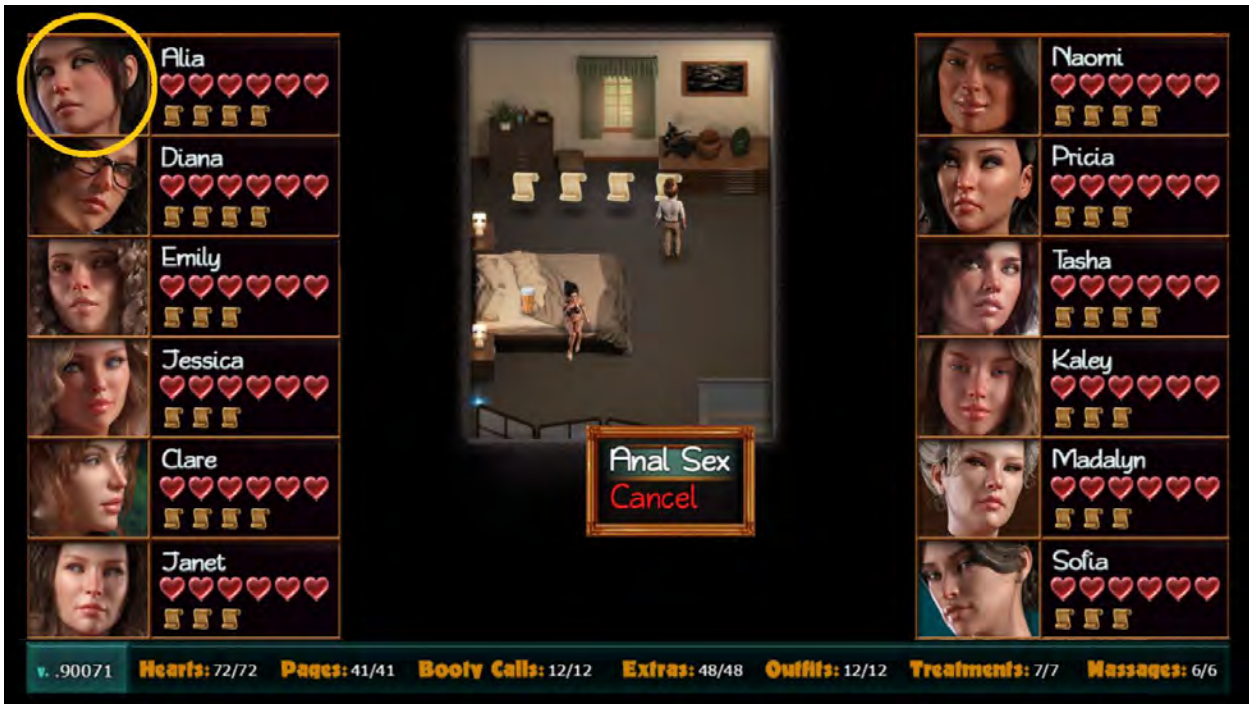 Alia
Diana
Emily
Jessica
Clare
Janet
Anal Sex
Cancel
Naomi
Pricia
Tasha
Kaley
Madalyn
Sofia
v. .90071 Hearts: 72/72 Pages: 41/41 Booty Calls: 12/12 Extras: 48/48 Outfits: 12/12 Treatments: 7/7 Massages: 6/6